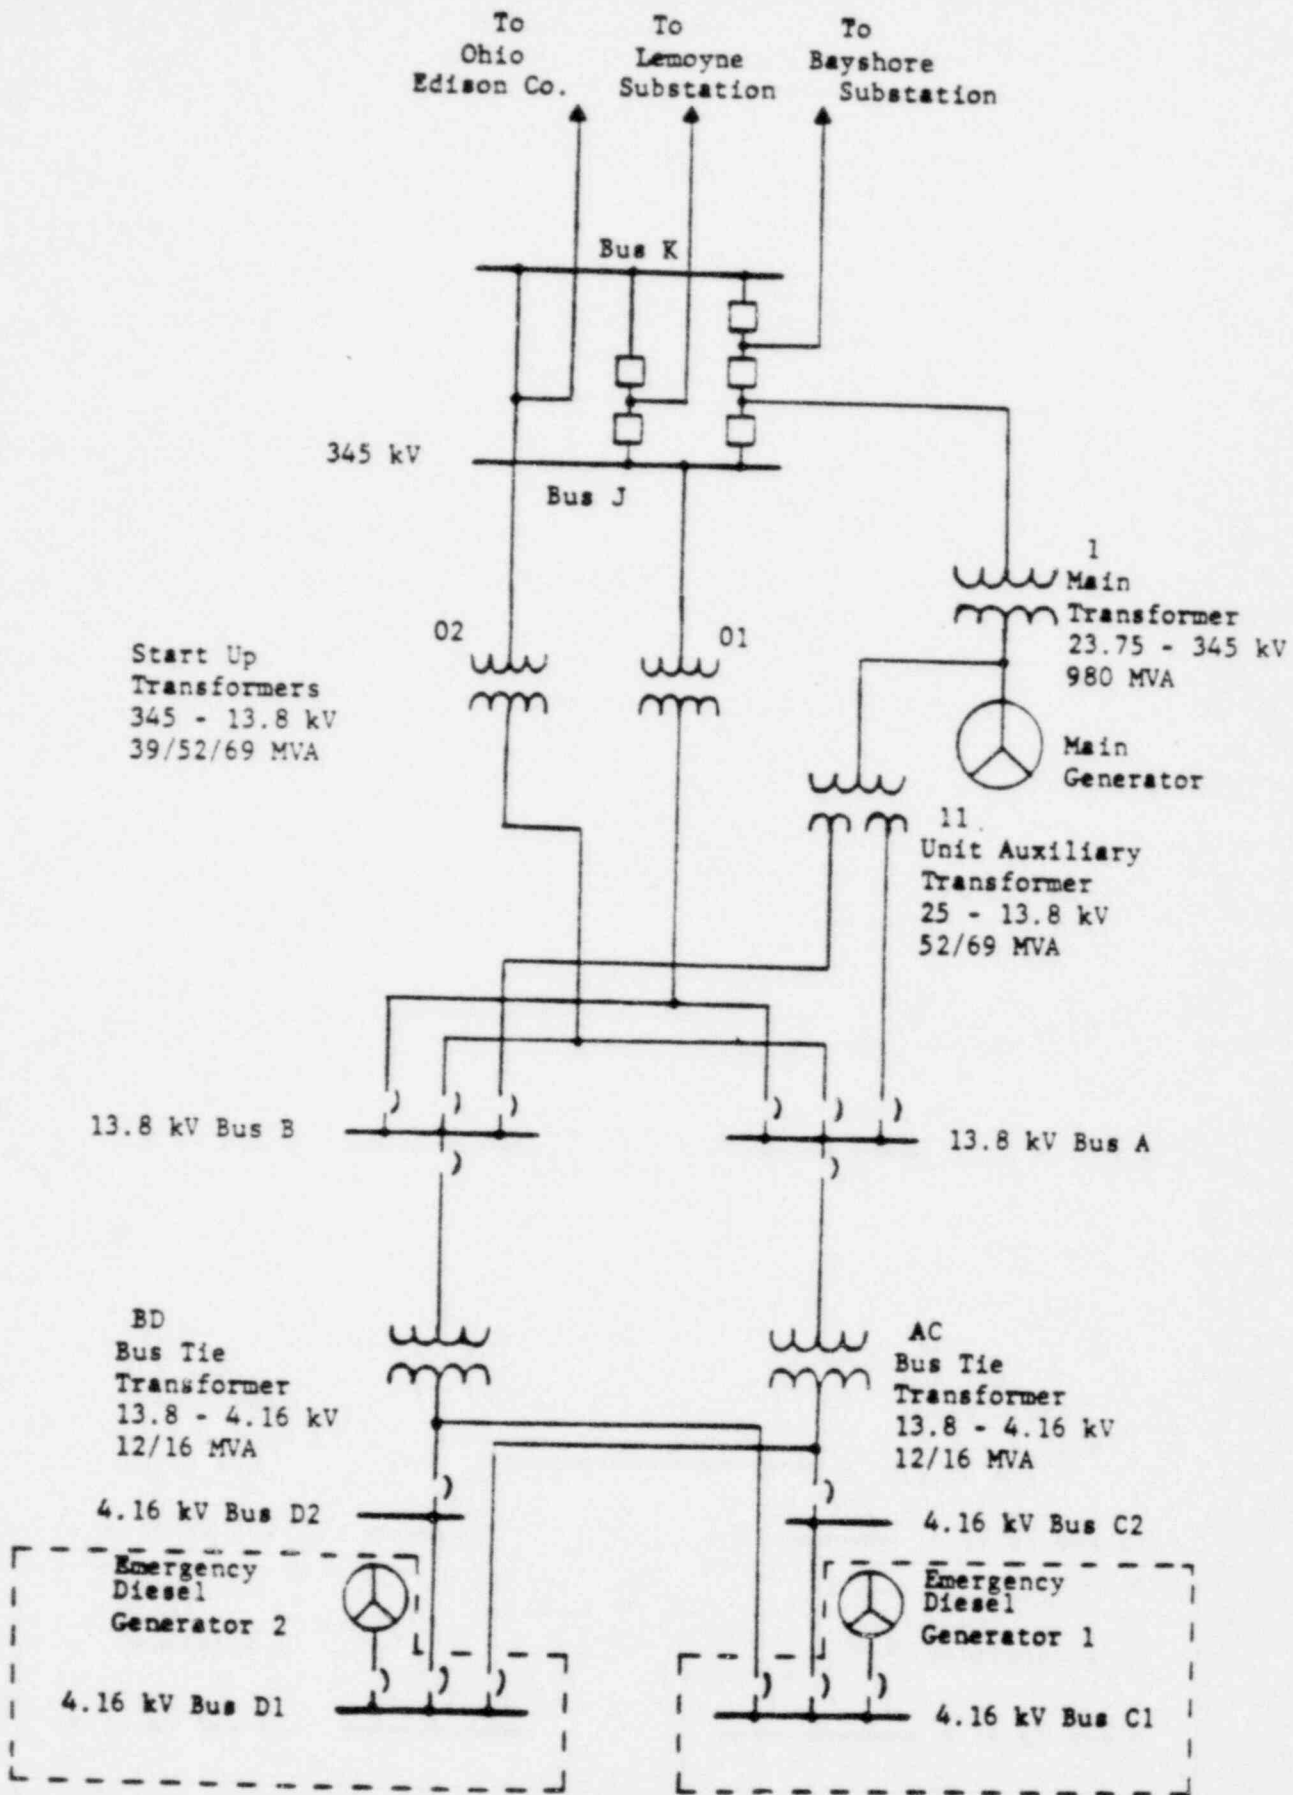 To
Ohio
Edison Co.
To
Lemoyne
Substation
To
Bayshore
Substation
Bus K
345 kV
Bus J
1
Main
Transformer
23.75 - 345 kV
980 MVA
02
01
Start Up
Transformers
345 - 13.8 kV
39/52/69 MVA
Main
Generator
11
Unit Auxiliary
Transformer
25 - 13.8 kV
52/69 MVA
13.8 kV Bus B
13.8 kV Bus A
BD
Bus Tie
Transformer
13.8 - 4.16 kV
12/16 MVA
AC
Bus Tie
Transformer
13.8 - 4.16 kV
12/16 MVA
4.16 kV Bus D2
4.16 kV Bus C2
Emergency
Diesel
Generator 2
Emergency
Diesel
Generator 1
4.16 kV Bus D1
4.16 kV Bus C1